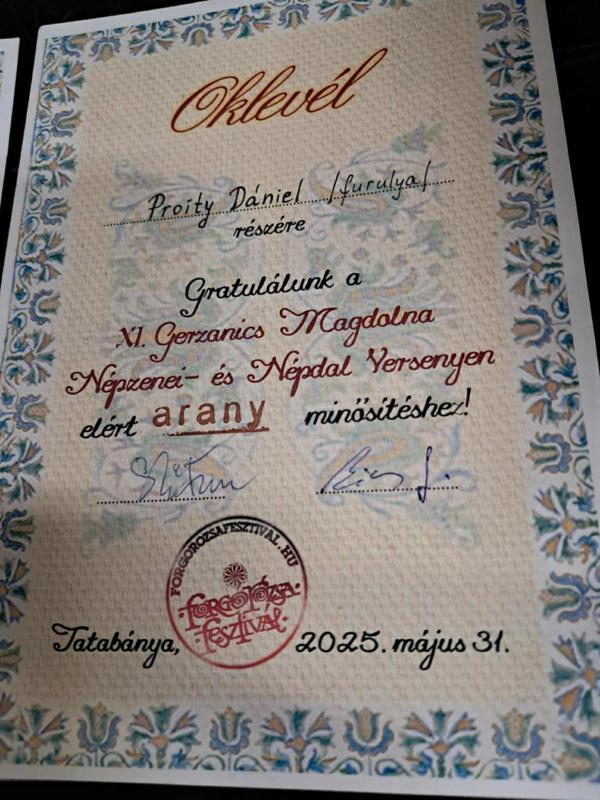 Oklevél
Proity Dániel /furulya/
részére
Gratulálunk a
XI. Gerzanics Magdolna
Népzenei- és Népdal Versenyen
elért arany minősítéshez!
FORGOROZSAFESZTIVAL.HU
FORGÓRÓZSA
FESZTIVÁL
Tatabánya, 2025. május 31.